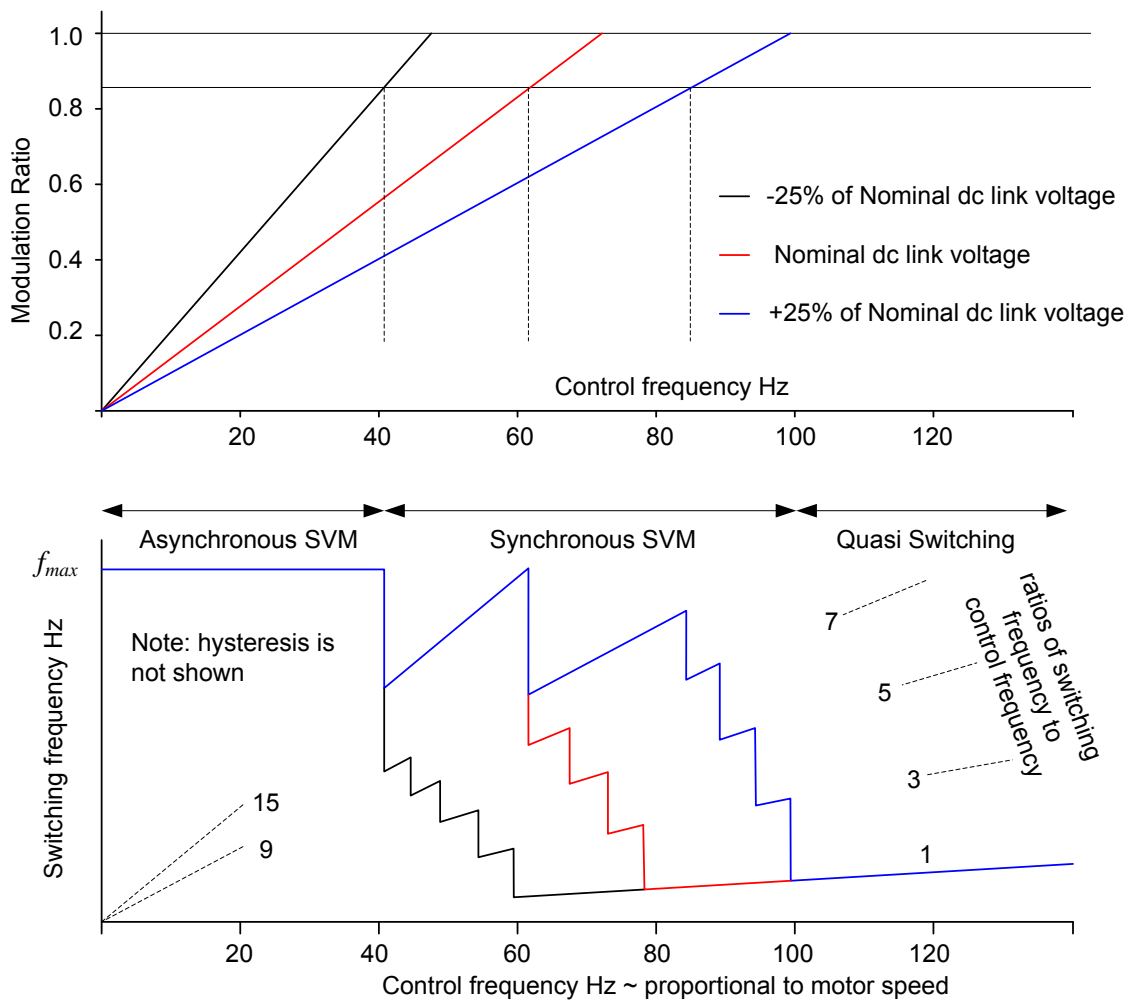 Modulation Ratio
1.0
0.8
0.6
0.4
0.2
-25% of Nominal dc link voltage
Nominal dc link voltage
+25% of Nominal dc link voltage
Control frequency Hz
20
40
60
80
100
120
Asynchronous SVM
Synchronous SVM
Quasi Switching
fmax
Switching frequency Hz
Note: hysteresis is
not shown
15
9
7
5
3
1
ratios of switching
frequency to
control frequency
20
40
60
80
100
120
Control frequency Hz ~ proportional to motor speed